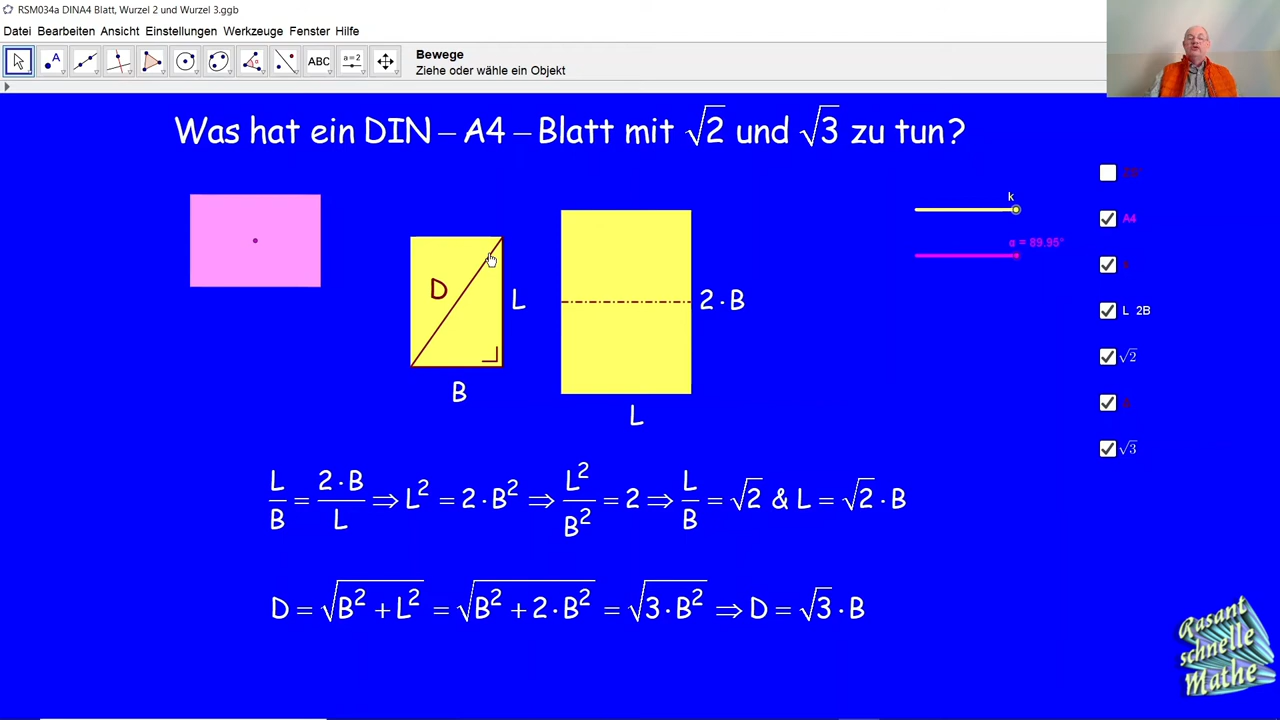 RSM034a DINA4 Blatt, Wurzel 2 und Wurzel 3.ggb
Datei Bearbeiten Ansicht Einstellungen Werkzeuge Fenster Hilfe
A
ABC
a=2
Bewege
Ziehe oder wähle ein Objekt
Was hat ein DIN – A4 – Blatt mit √2 und √3 zu tun?
k
α = 89.95°
A4
L 2B
√2
√3
D
L
B
2 · B
L
L/B = 2·B/L ⇒ L² = 2·B² ⇒ L²/B² = 2 ⇒ L/B = √2 & L = √2 · B
D = √(B² + L²) = √(B² + 2·B²) = √(3·B²) ⇒ D = √3 · B
Rasant
schnelle
Mathe